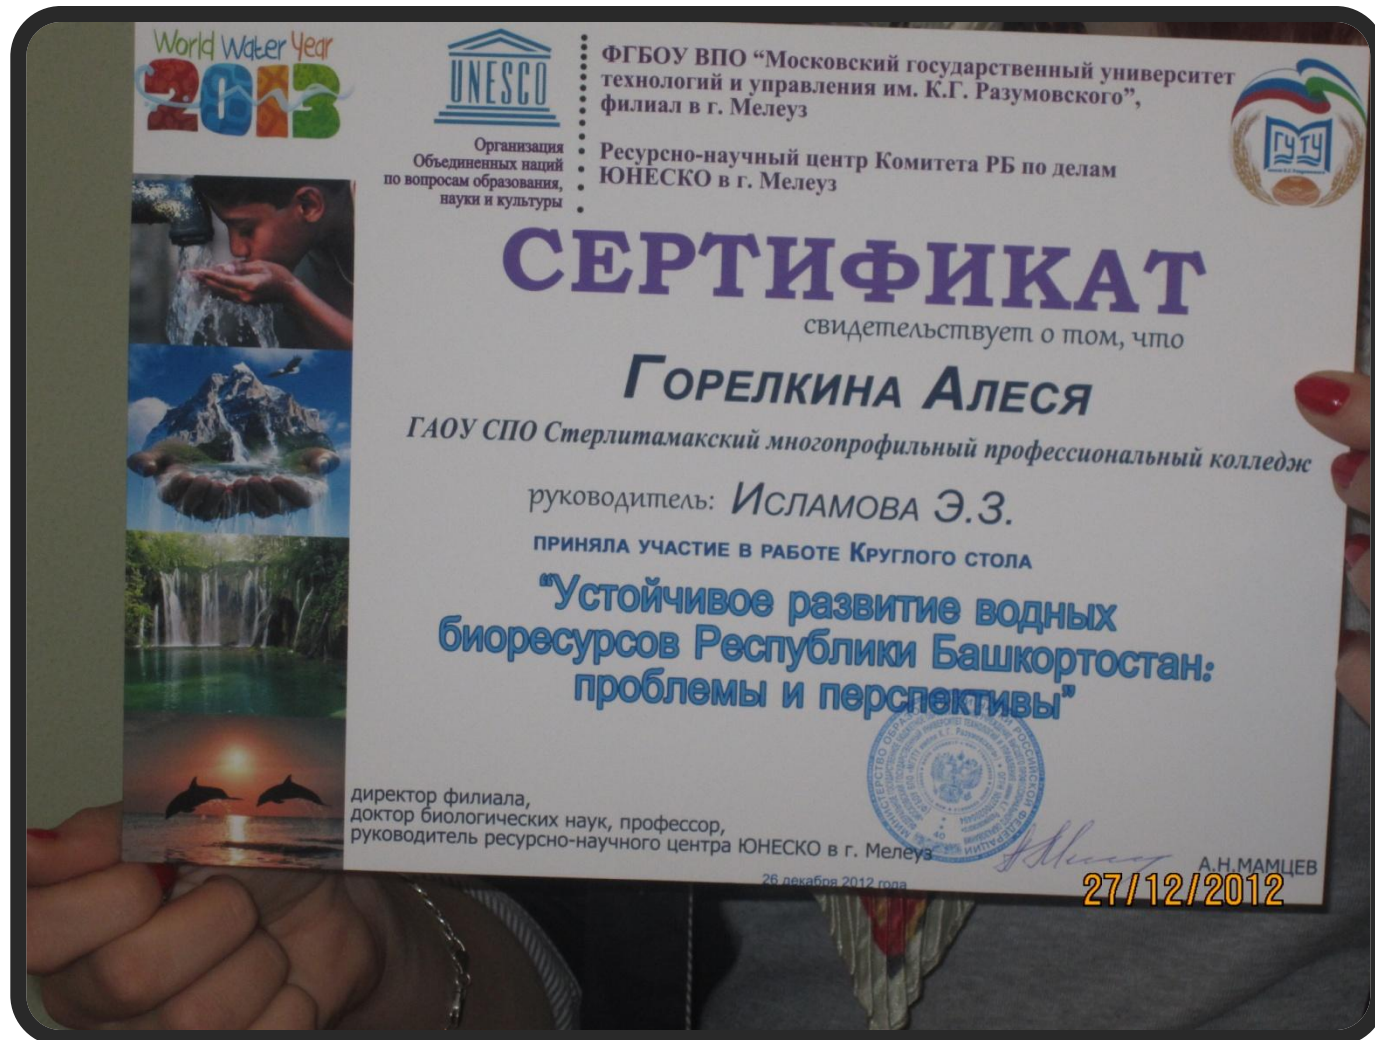 World Water Year
2013
UNESCO
Организация
Объединенных наций
по вопросам образования,
науки и культуры
ФГБОУ ВПО “Московский государственный университет
технологий и управления им. К.Г. Разумовского”,
филиал в г. Мелеуз
Ресурсно-научный центр Комитета РБ по делам
ЮНЕСКО в г. Мелеуз
ГУТУ
СЕРТИФИКАТ
свидетельствует о том, что
Горелкина Алеся
ГАОУ СПО Стерлитамакский многопрофильный профессиональный колледж
руководитель: Исламова Э.З.
приняла участие в работе Круглого стола
“Устойчивое развитие водных
биоресурсов Республики Башкортостан:
проблемы и перспективы”
директор филиала,
доктор биологических наук, профессор,
руководитель ресурсно-научного центра ЮНЕСКО в г. Мелеуз
А.Н.МАМЦЕВ
26 декабря 2012 года
27/12/2012